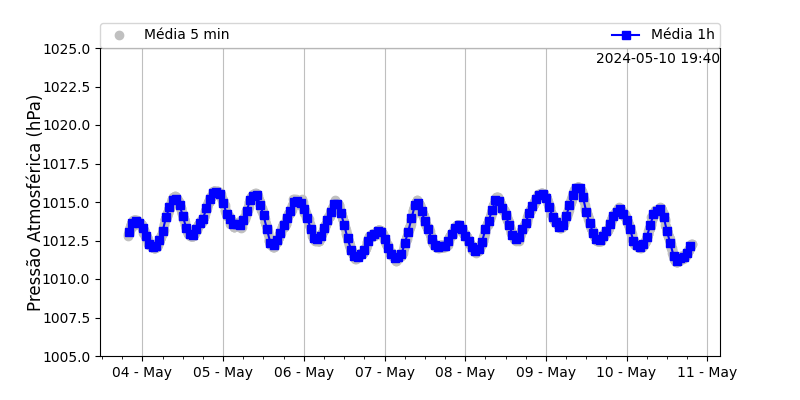 Média 5 min
Média 1h
2024-05-10 19:40
Pressão Atmosférica (hPa)
1025.0
1022.5
1020.0
1017.5
1015.0
1012.5
1010.0
1007.5
1005.0
04 - May
05 - May
06 - May
07 - May
08 - May
09 - May
10 - May
11 - May